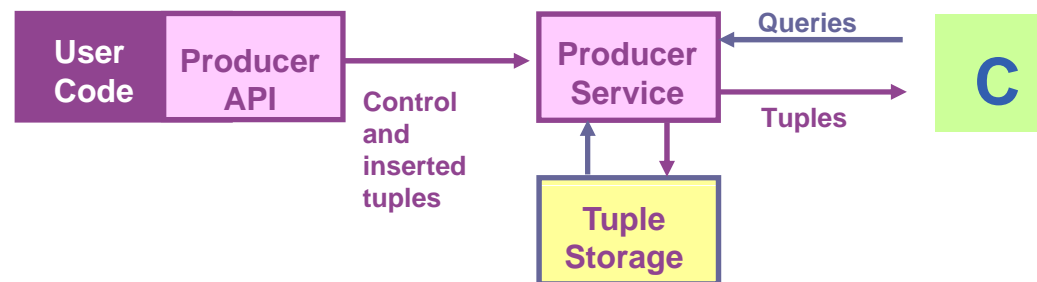 User
Code
Producer
API
Control
and
inserted
tuples
Producer
Service
Queries
Tuples
C
Tuple
Storage